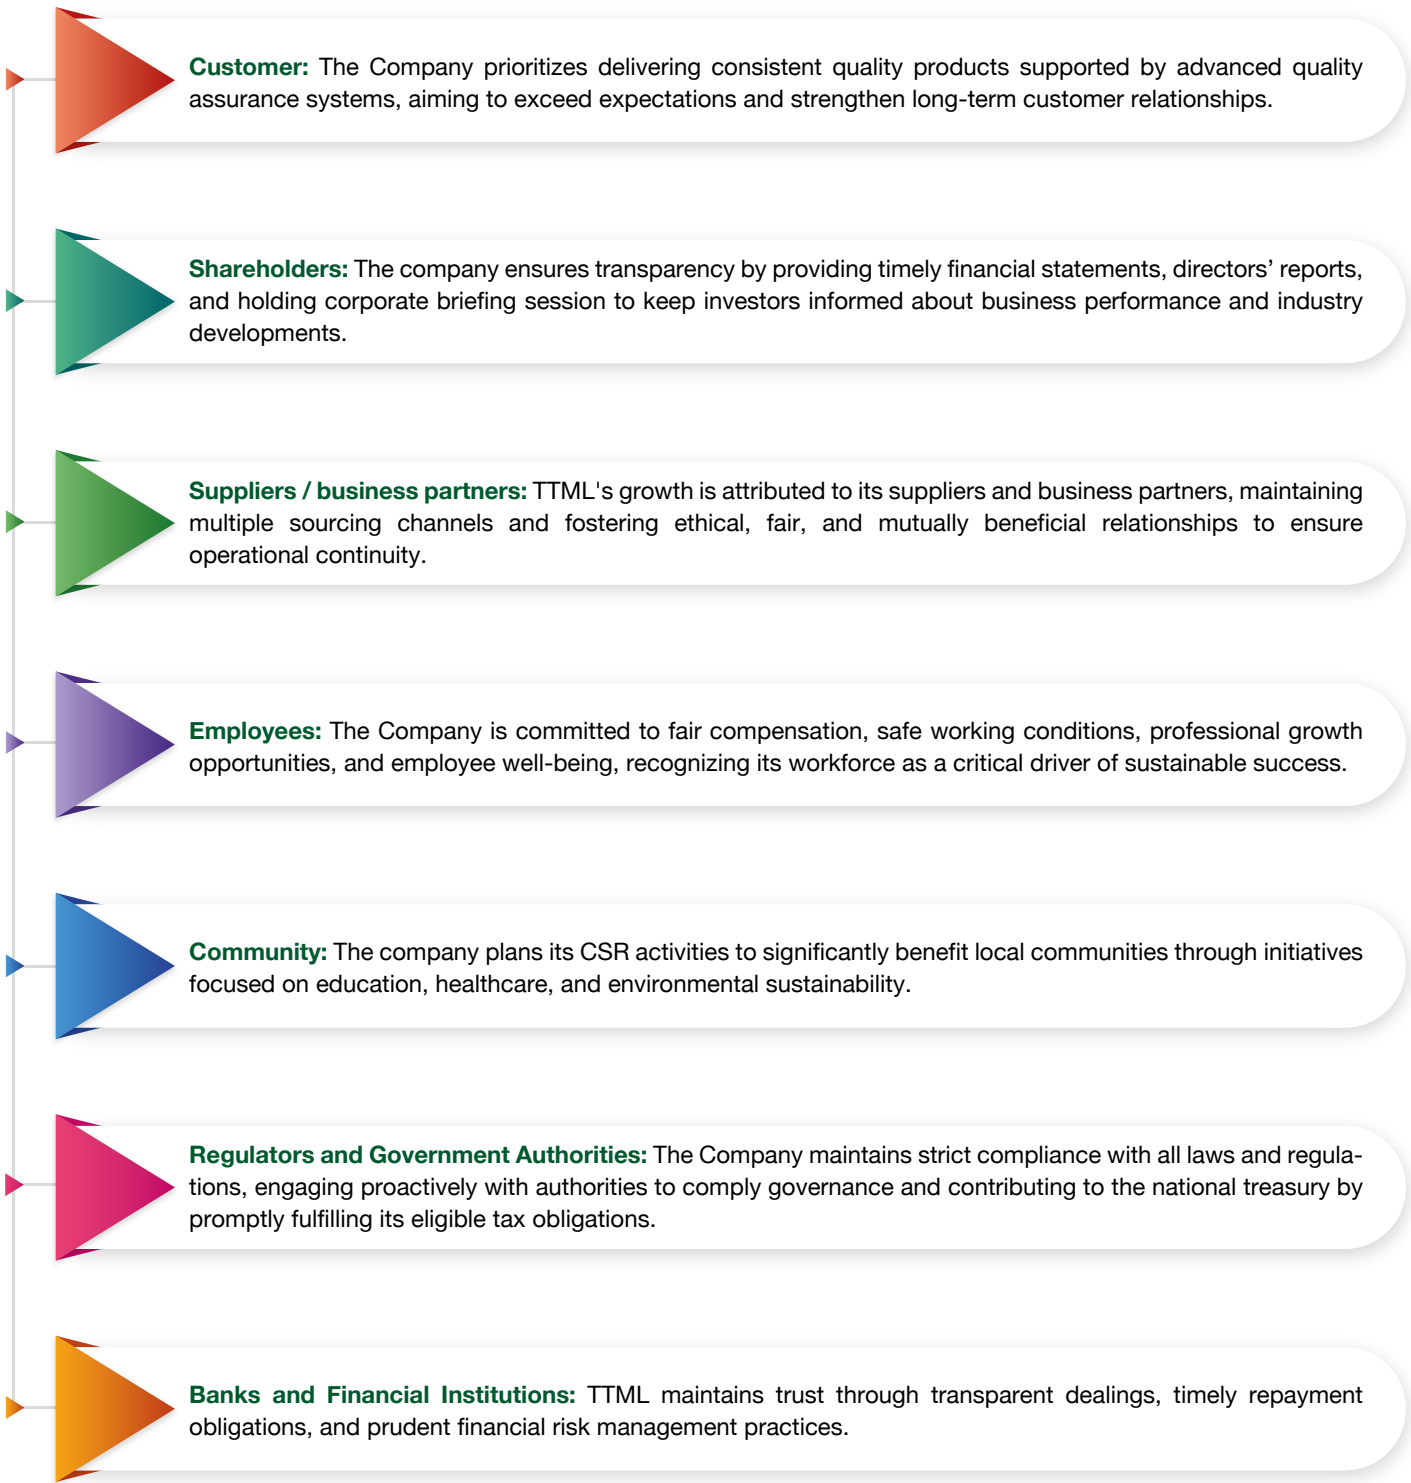 Customer: The Company prioritizes delivering consistent quality products supported by advanced quality
assurance systems, aiming to exceed expectations and strengthen long-term customer relationships.
Shareholders: The company ensures transparency by providing timely financial statements, directors’ reports,
and holding corporate briefing session to keep investors informed about business performance and industry
developments.
Suppliers / business partners: TTML's growth is attributed to its suppliers and business partners, maintaining
multiple sourcing channels and fostering ethical, fair, and mutually beneficial relationships to ensure
operational continuity.
Employees: The Company is committed to fair compensation, safe working conditions, professional growth
opportunities, and employee well-being, recognizing its workforce as a critical driver of sustainable success.
Community: The company plans its CSR activities to significantly benefit local communities through initiatives
focused on education, healthcare, and environmental sustainability.
Regulators and Government Authorities: The Company maintains strict compliance with all laws and regula-
tions, engaging proactively with authorities to comply governance and contributing to the national treasury by
promptly fulfilling its eligible tax obligations.
Banks and Financial Institutions: TTML maintains trust through transparent dealings, timely repayment
obligations, and prudent financial risk management practices.